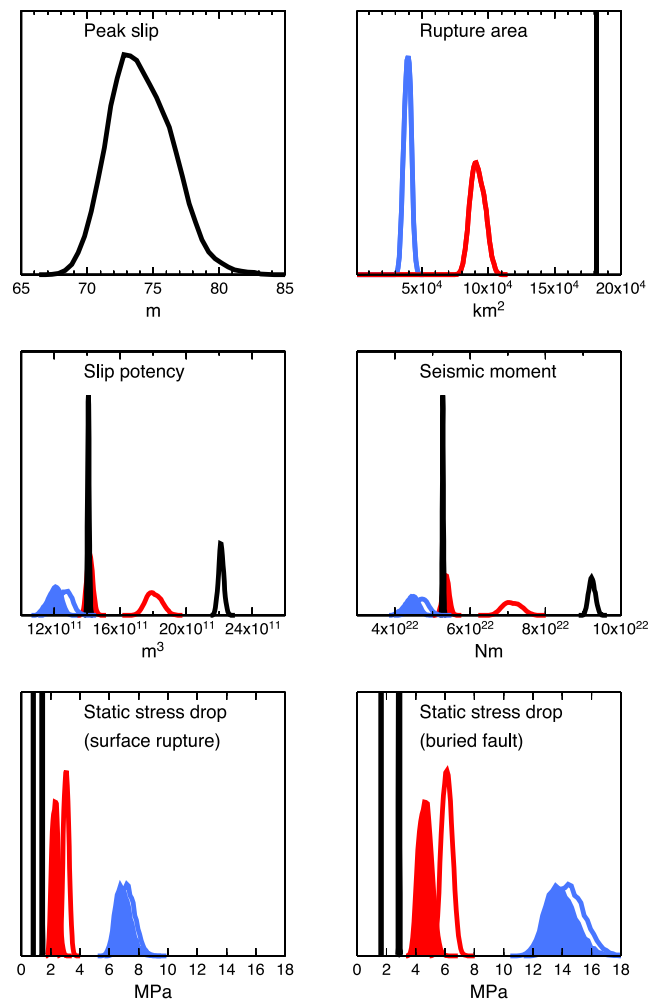 Peak slip
65 70 75 80 85
m
Rupture area
5x10⁴ 10x10⁴ 15x10⁴ 20x10⁴
km²
Slip potency
12x10¹¹ 16x10¹¹ 20x10¹¹ 24x10¹¹
m³
Seismic moment
4x10²² 6x10²² 8x10²² 10x10²²
Nm
Static stress drop
(surface rupture)
0 2 4 6 8 10 12 14 16 18
MPa
Static stress drop
(buried fault)
0 2 4 6 8 10 12 14 16 18
MPa